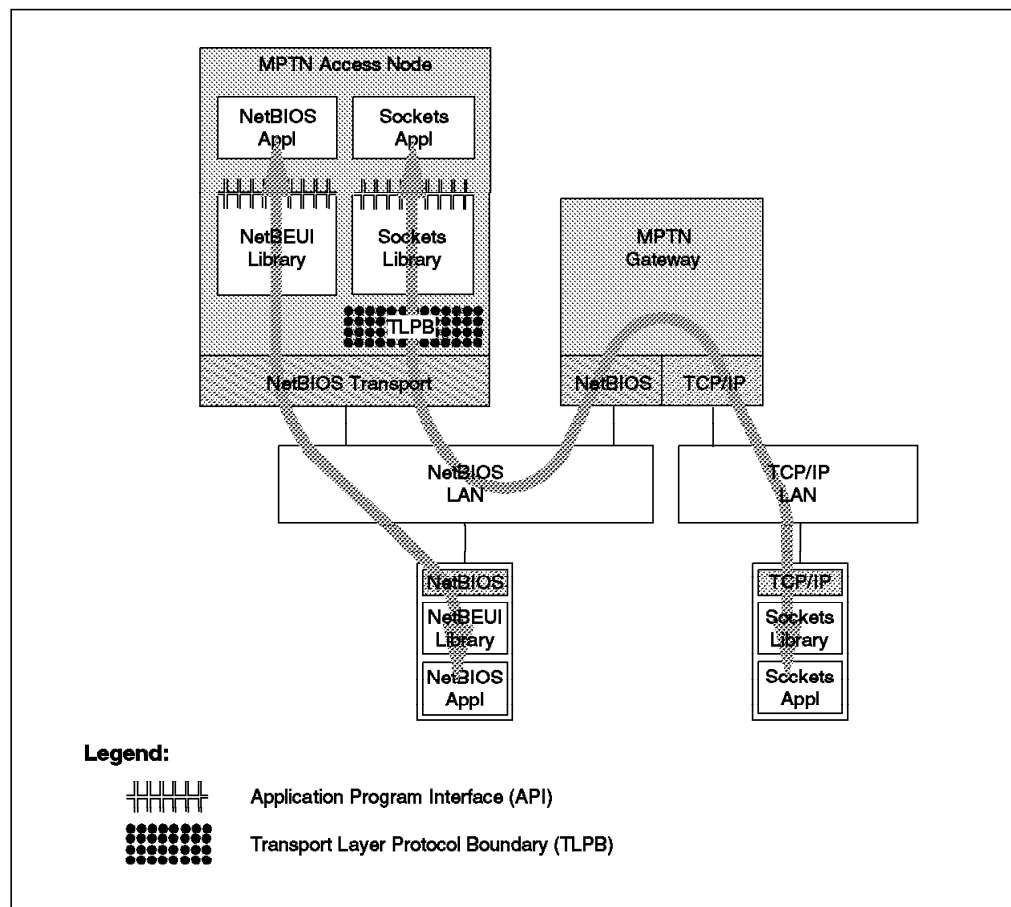 MPTN Access Node
NetBIOS
Appl
Sockets
Appl
NetBEUI
Library
Sockets
Library
TLPB
NetBIOS Transport
MPTN
Gateway
NetBIOS
TCP/IP
NetBIOS
LAN
TCP/IP
LAN
NetBIOS
NetBEUI
Library
NetBIOS
Appl
TCP/IP
Sockets
Library
Sockets
Appl
Legend:
Application Program Interface (API)
Transport Layer Protocol Boundary (TLPB)